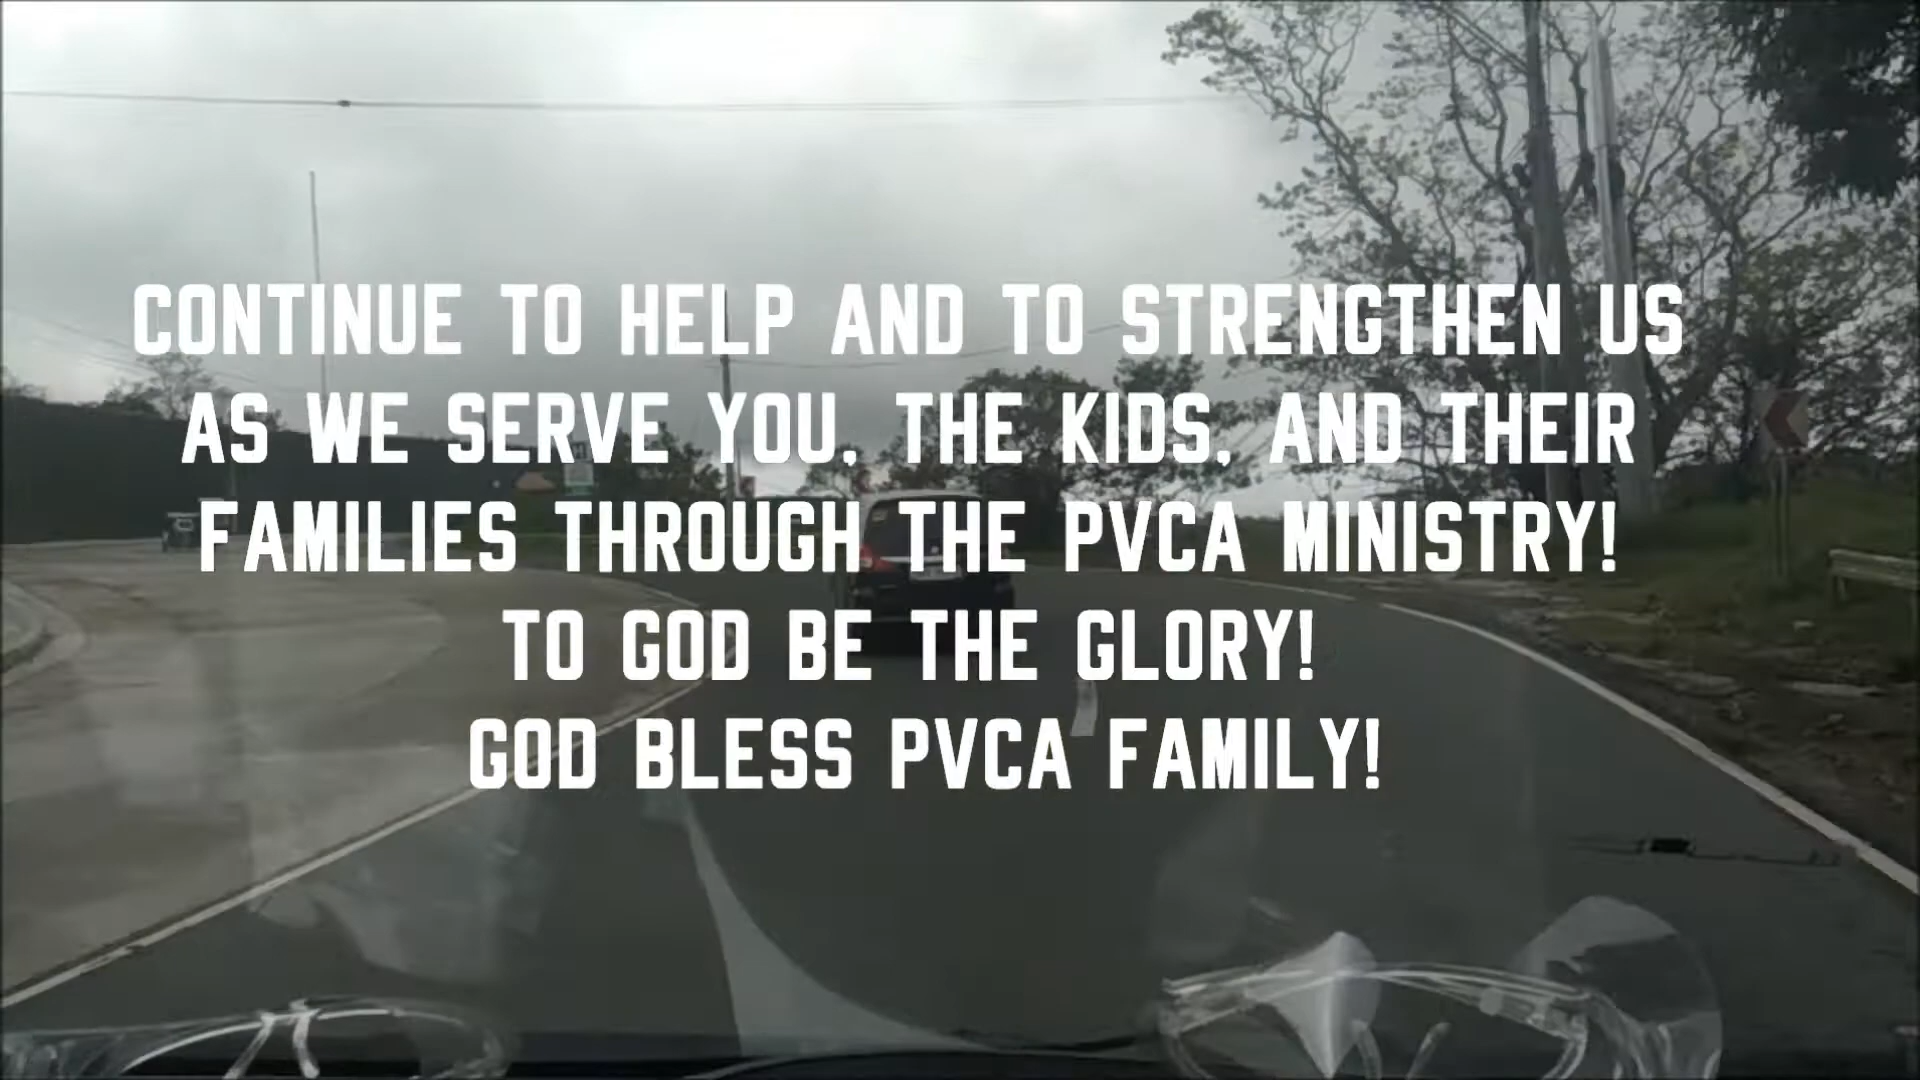 CONTINUE TO HELP AND TO STRENGTHEN US
AS WE SERVE YOU, THE KIDS, AND THEIR
FAMILIES THROUGH THE PVCA MINISTRY!
TO GOD BE THE GLORY!
GOD BLESS PVCA FAMILY!